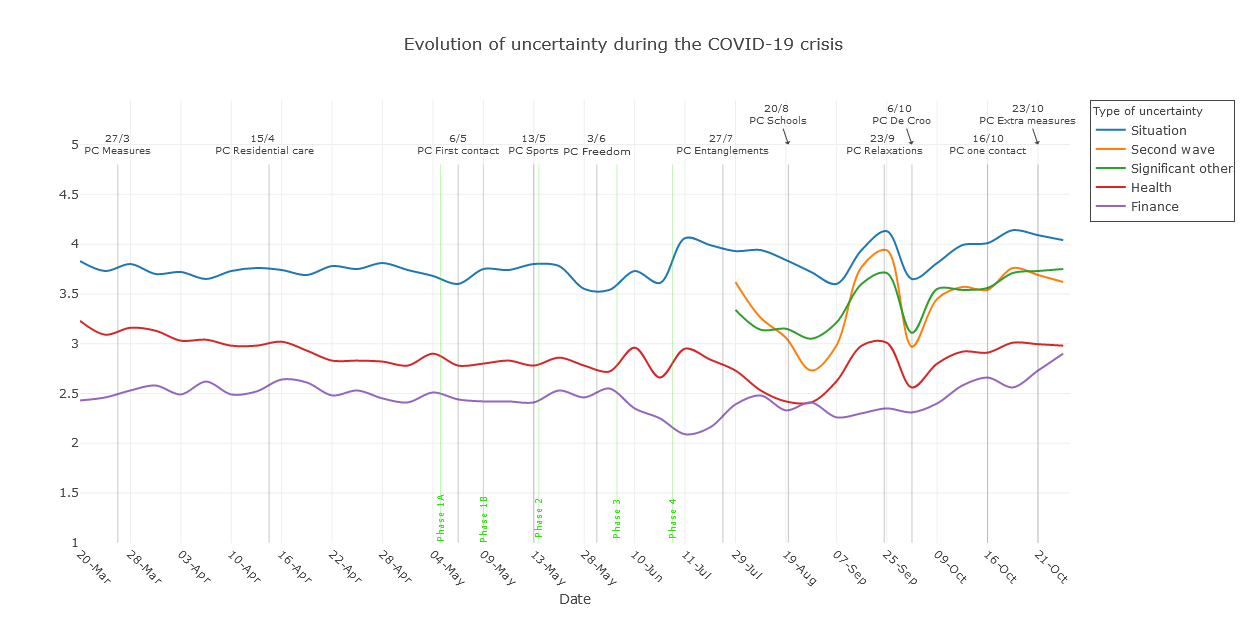 Evolution of uncertainty during the COVID-19 crisis
20/8
PC Schools
6/10
PC De Croo
23/10
PC Extra measures
27/3
PC Measures
15/4
PC Residential care
6/5
PC First contact
13/5
PC Sports
3/6
PC Freedom
27/7
PC Entanglements
23/9
PC Relaxations
16/10
PC one contact
Type of uncertainty
Situation
Second wave
Significant other
Health
Finance
5
4.5
4
3.5
3
2.5
2
1.5
1
Phase 1A
Phase 1B
Phase 2
Phase 3
Phase 4
20-Mar
28-Mar
03-Apr
10-Apr
16-Apr
22-Apr
28-Apr
04-May
09-May
13-May
28-May
10-Jun
11-Jul
29-Jul
19-Aug
07-Sep
25-Sep
09-Oct
16-Oct
21-Oct
Date